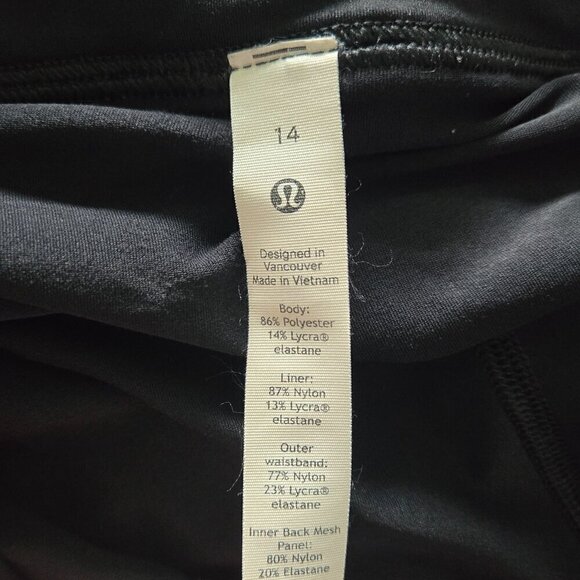 14
Designed in
Vancouver
Made in Vietnam
Body:
86% Polyester
14% Lycra®
elastane
Liner:
87% Nylon
13% Lycra®
elastane
Outer
waistband:
77% Nylon
23% Lycra®
elastane
Inner Back Mesh
Panel:
80% Nylon
20% Elastane